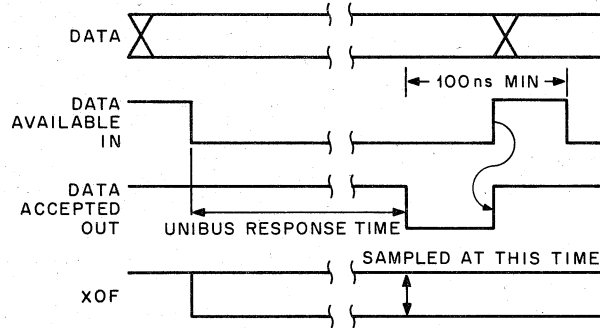 DATA
100ns MIN
DATA
AVAILABLE
IN
DATA
ACCEPTED
OUT
UNIBUS RESPONSE TIME
SAMPLED AT THIS TIME
XOF